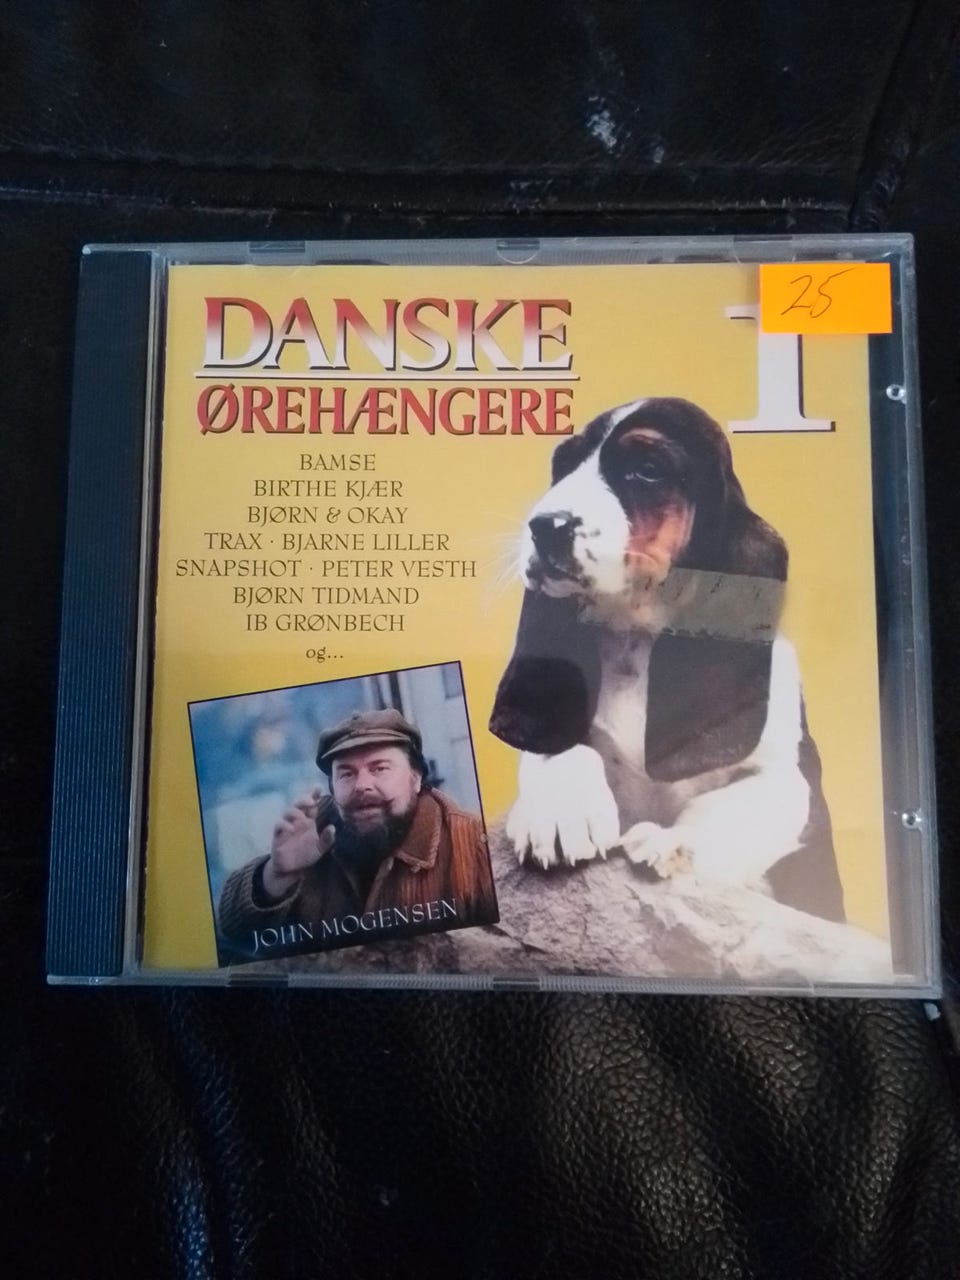 25
1
DANSKE
ØREHÆNGERE
BAMSE
BIRTHE KJÆR
BJØRN & OKAY
TRAX · BJARNE LILLER
SNAPSHOT · PETER VESTH
BJØRN TIDMAND
IB GRØNBECH
og...
JOHN MOGENSEN